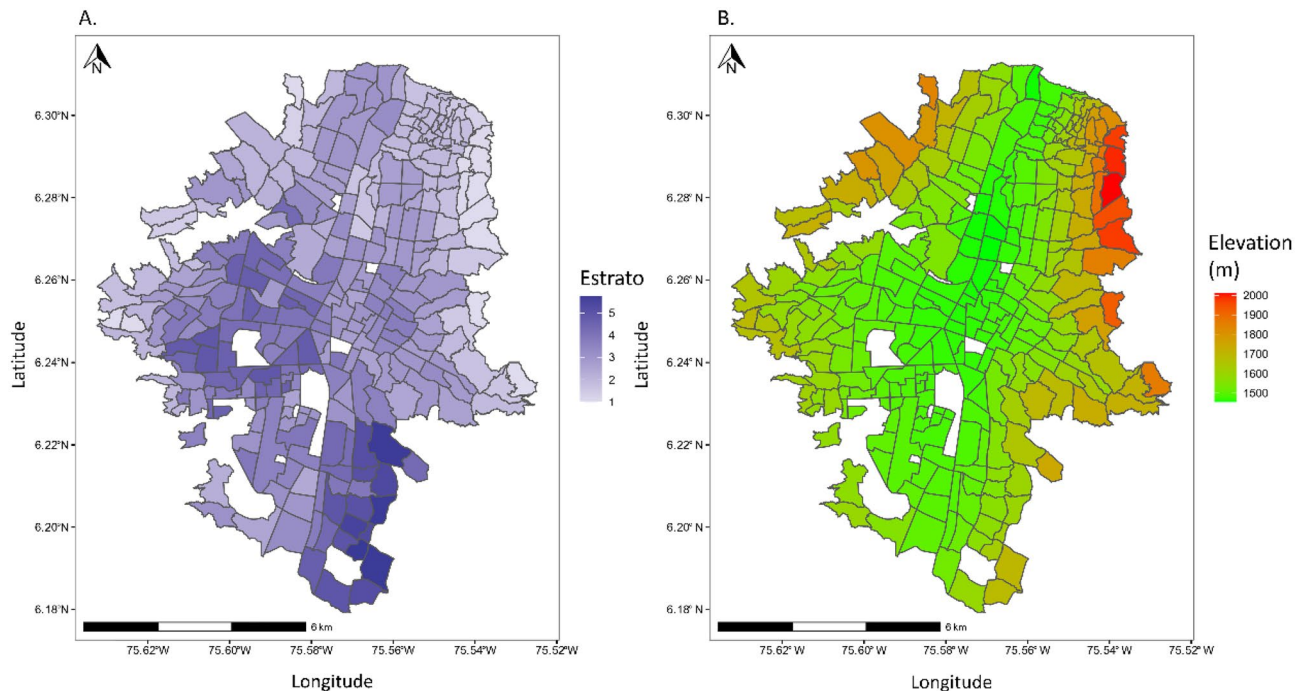 A.
N
6.30°N
6.28°N
6.26°N
6.24°N
6.22°N
6.20°N
6.18°N
Latitude
6 km
75.62°W
75.60°W
75.58°W
75.56°W
75.54°W
75.52°W
Longitude
Estrato
5
4
3
2
1
B.
N
6.30°N
6.28°N
6.26°N
6.24°N
6.22°N
6.20°N
6.18°N
Latitude
6 km
75.62°W
75.60°W
75.58°W
75.56°W
75.54°W
75.52°W
Longitude
Elevation
(m)
2000
1900
1800
1700
1600
1500